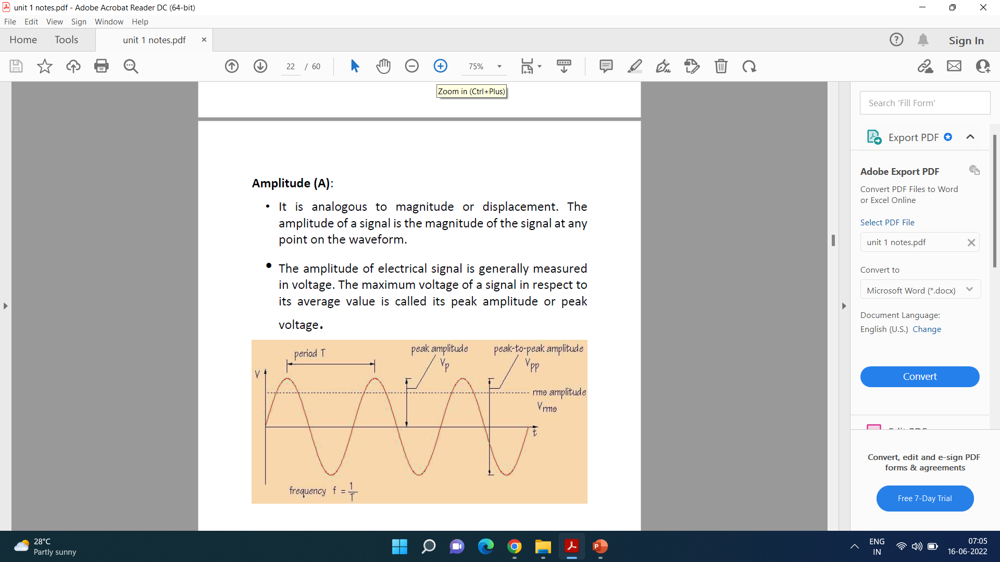 unit 1 notes.pdf - Adobe Acrobat Reader DC (64-bit)
File Edit View Sign Window Help
Home Tools unit 1 notes.pdf Sign In
22 / 60 75%
Zoom in (Ctrl+Plus)
Amplitude (A):
• It is analogous to magnitude or displacement. The
amplitude of a signal is the magnitude of the signal at any
point on the waveform.
• The amplitude of electrical signal is generally measured
in voltage. The maximum voltage of a signal in respect to
its average value is called its peak amplitude or peak
voltage.
period T
peak amplitude
Vp
peak-to-peak amplitude
Vpp
V
rms amplitude
Vrms
t
frequency f = 1/T
Search 'Fill Form'
Export PDF
Adobe Export PDF
Convert PDF Files to Word
or Excel Online
Select PDF File
unit 1 notes.pdf
Convert to
Microsoft Word (*.docx)
Document Language:
English (U.S.) Change
Convert
Convert, edit and e-sign PDF
forms & agreements
Free 7-Day Trial
28°C
Partly sunny
ENG
IN
07:05
16-06-2022